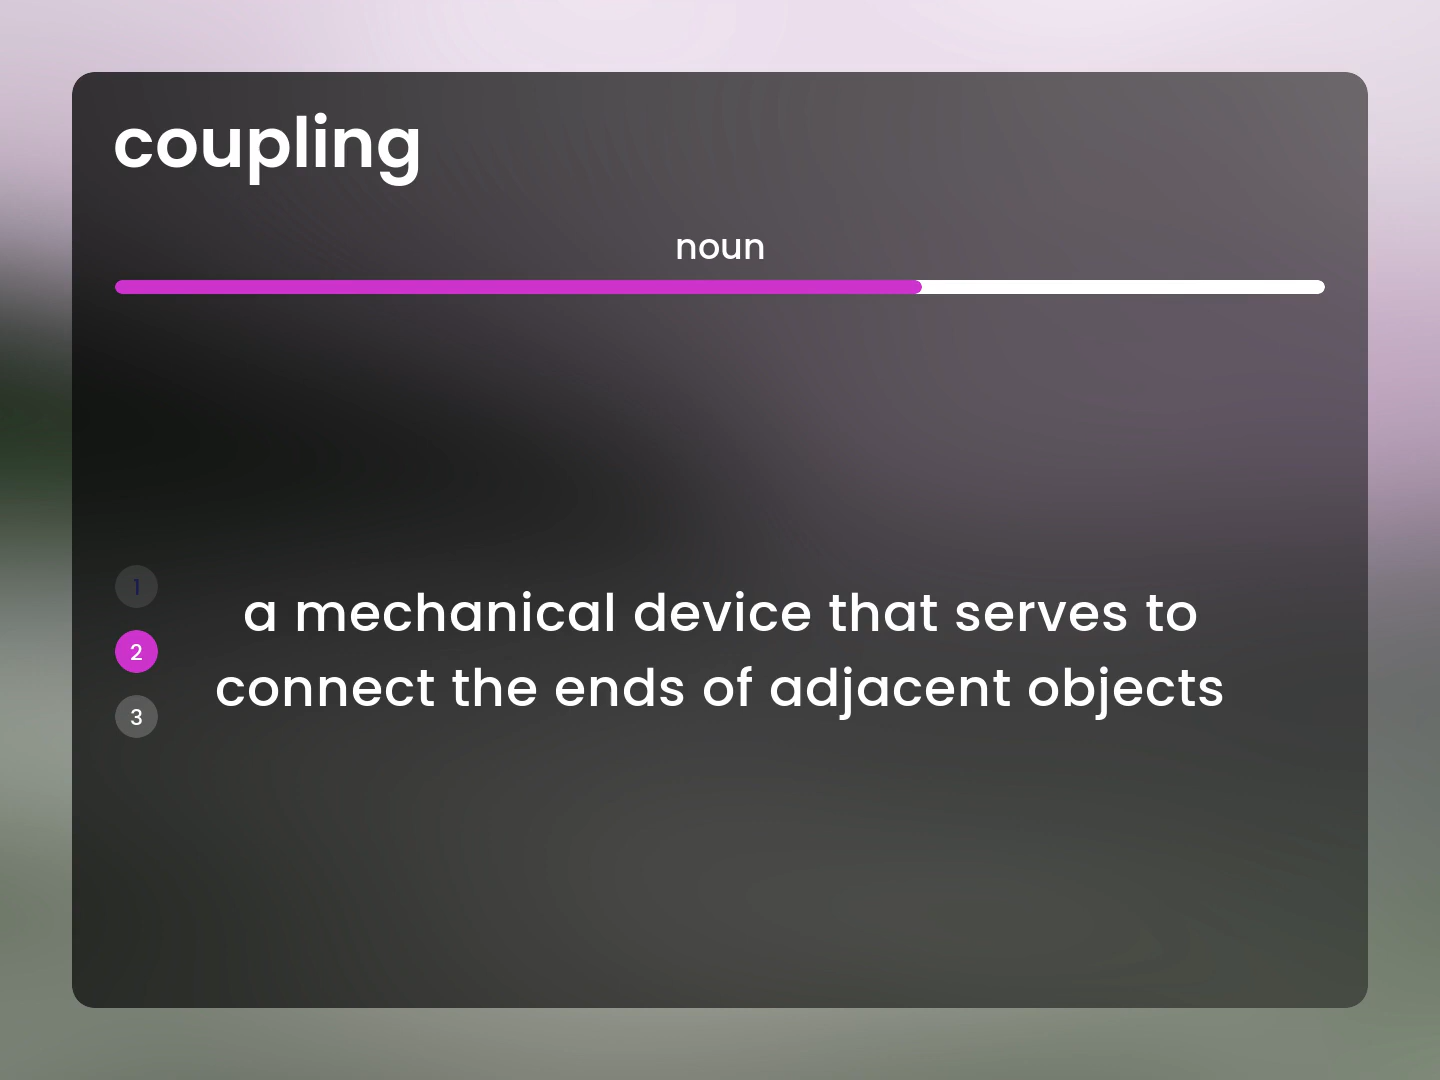 coupling
noun
1
2
3
a mechanical device that serves to
connect the ends of adjacent objects